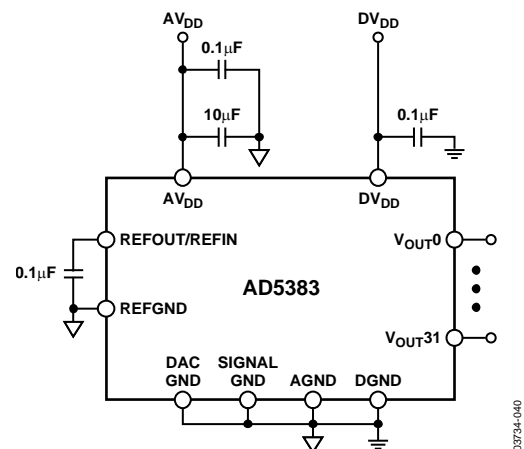 AVDD DVDD
0.1µF
10µF 0.1µF
AVDD DVDD
REFOUT/REFIN VOUT0
0.1µF
AD5383
REFGND
VOUT31
DAC GND SIGNAL GND AGND DGND
03734-040